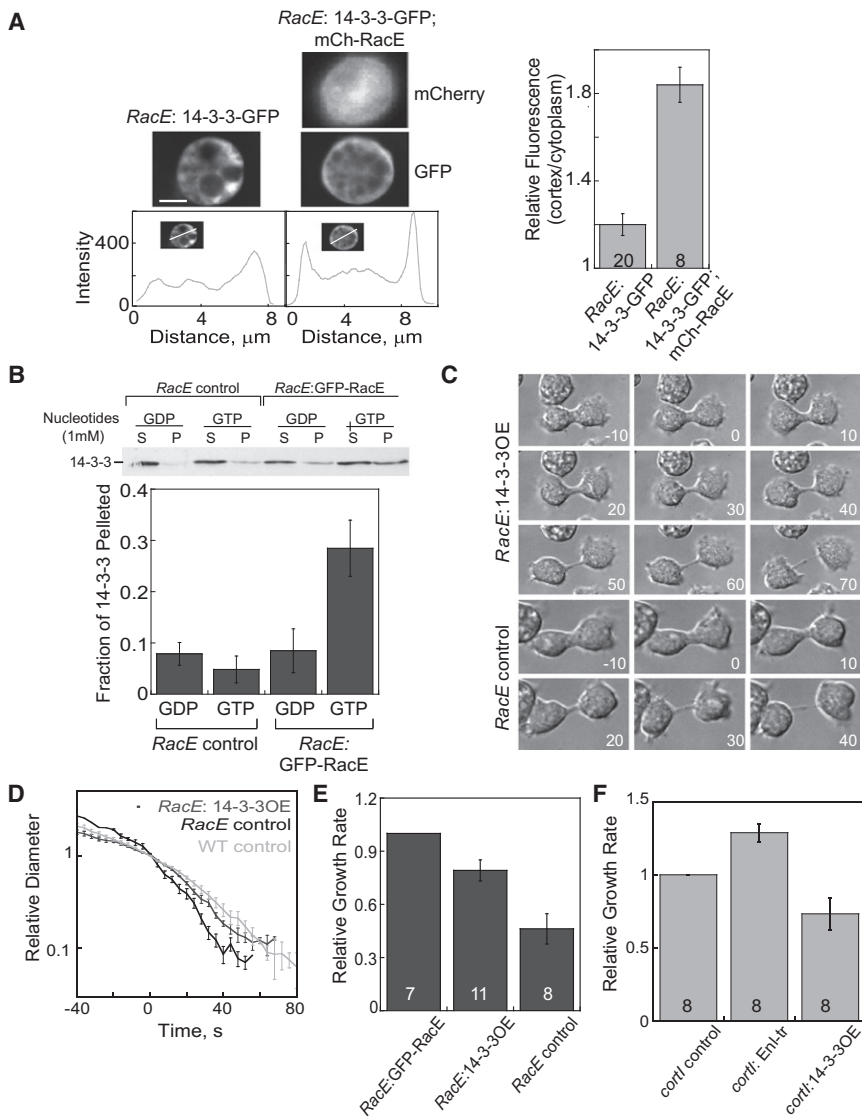 A
RacE: 14-3-3-GFP;
mCh-RacE
mCherry
RacE: 14-3-3-GFP
GFP
Intensity
400
0
0
4
8
Distance, μm
0
4
8
Distance, μm
Relative Fluorescence
(cortex/cytoplasm)
1.8
1.4
1
20
8
RacE:
14-3-3-GFP
RacE:
14-3-3-GFP;
mCh-RacE
B
RacE control
RacE:GFP-RacE
Nucleotides
(1mM)
GDP
GTP
GDP
+GTP
S P S P S P S P
14-3-3
Fraction of 14-3-3 Pelleted
0.4
0.3
0.2
0.1
0
GDP
GTP
GDP
GTP
RacE control
RacE:
GFP-RacE
C
RacE:14-3-3OE
-10
0
10
20
30
40
50
60
70
RacE control
-10
0
10
20
30
40
D
RacE: 14-3-3OE
RacE control
WT control
Relative Diameter
1
0.1
-40
0
40
80
Time, s
E
Relative Growth Rate
1.2
0.9
0.6
0.3
0
7
11
8
RacE:GFP-RacE
RacE:14-3-3OE
RacE control
F
Relative Growth Rate
1.5
1
0.5
0
8
8
8
cortI control
cortI: Enl-tr
cortI:14-3-3OE